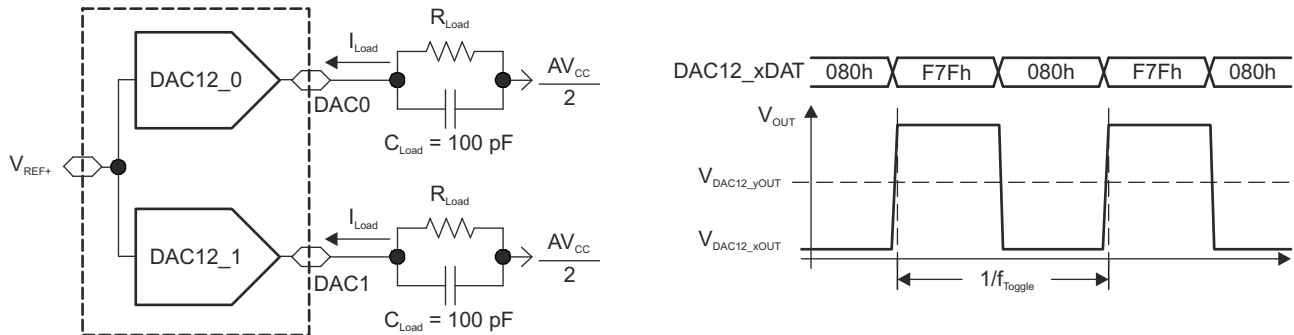 R_Load
I_Load
AV_CC
2
DAC12_0
DAC0
C_Load = 100 pF
V_REF+
R_Load
I_Load
AV_CC
2
DAC12_1
DAC1
C_Load = 100 pF
DAC12_xDAT 080h F7Fh 080h F7Fh 080h
V_OUT
V_DAC12_yOUT
V_DAC12_xOUT
1/f_Toggle